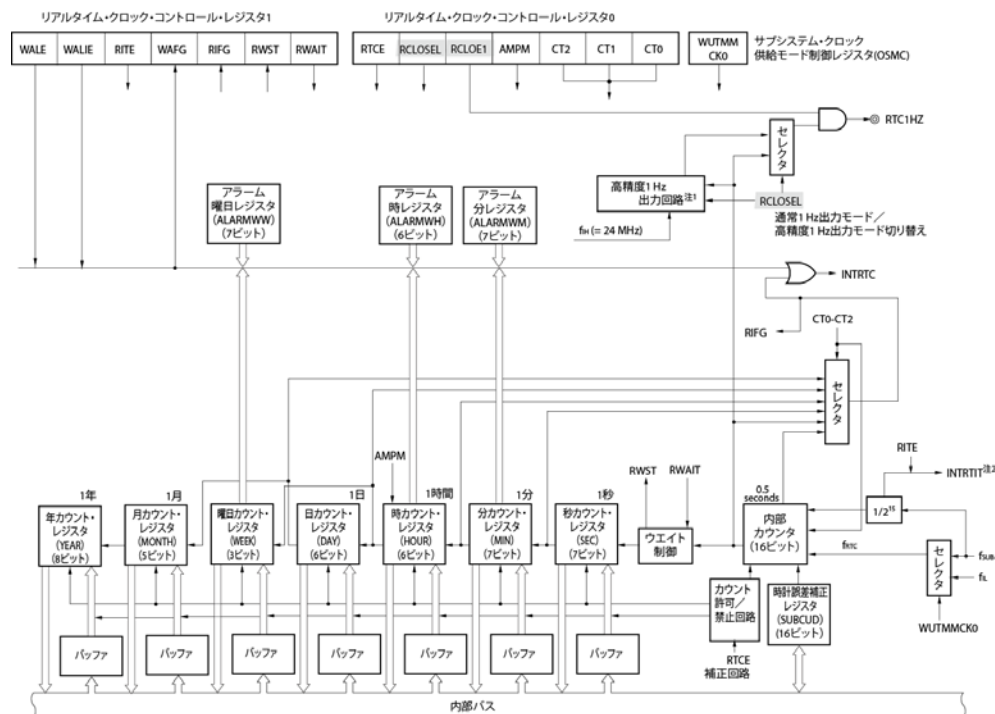 リアルタイム・クロック・コントロール・レジスタ1
リアルタイム・クロック・コントロール・レジスタ0
WALE
WALIE
RITE
WAFG
RIFG
RWST
RWAIT
RTCE
RCLOSEL
RCLOE1
AMPM
CT2
CT1
CT0
WUTMM
CK0
サブシステム・クロック
供給モード制御レジスタ(OSMC)
RTC1HZ
セレクタ
高精度1 Hz
出力回路注1
RCLOSEL
通常1 Hz出力モード/
高精度1 Hz出力モード切り替え
fIH (= 24 MHz)
アラーム
曜日レジスタ
(ALARMWW)
(7ビット)
アラーム
時レジスタ
(ALARMWH)
(6ビット)
アラーム
分レジスタ
(ALARMWM)
(7ビット)
INTRTC
RIFG
CT0-CT2
セレクタ
RITE
INTRTIT注2
AMPM
RWST
RWAIT
1年
1月
1日
1時間
1分
1秒
0.5
seconds
年カウント・
レジスタ
(YEAR)
(8ビット)
月カウント・
レジスタ
(MONTH)
(5ビット)
曜日カウント・
レジスタ
(WEEK)
(3ビット)
日カウント・
レジスタ
(DAY)
(6ビット)
時カウント・
レジスタ
(HOUR)
(6ビット)
分カウント・
レジスタ
(MIN)
(7ビット)
秒カウント・
レジスタ
(SEC)
(7ビット)
ウエイト
制御
内部
カウンタ
(16ビット)
1/2¹⁵
fRTC
セレクタ
fSUB
fIL
WUTMMCK0
カウント
許可/
禁止回路
時計誤差補正
レジスタ
(SUBCUD)
(16ビット)
RTCE
補正回路
バッファ
バッファ
バッファ
バッファ
バッファ
バッファ
バッファ
内部バス